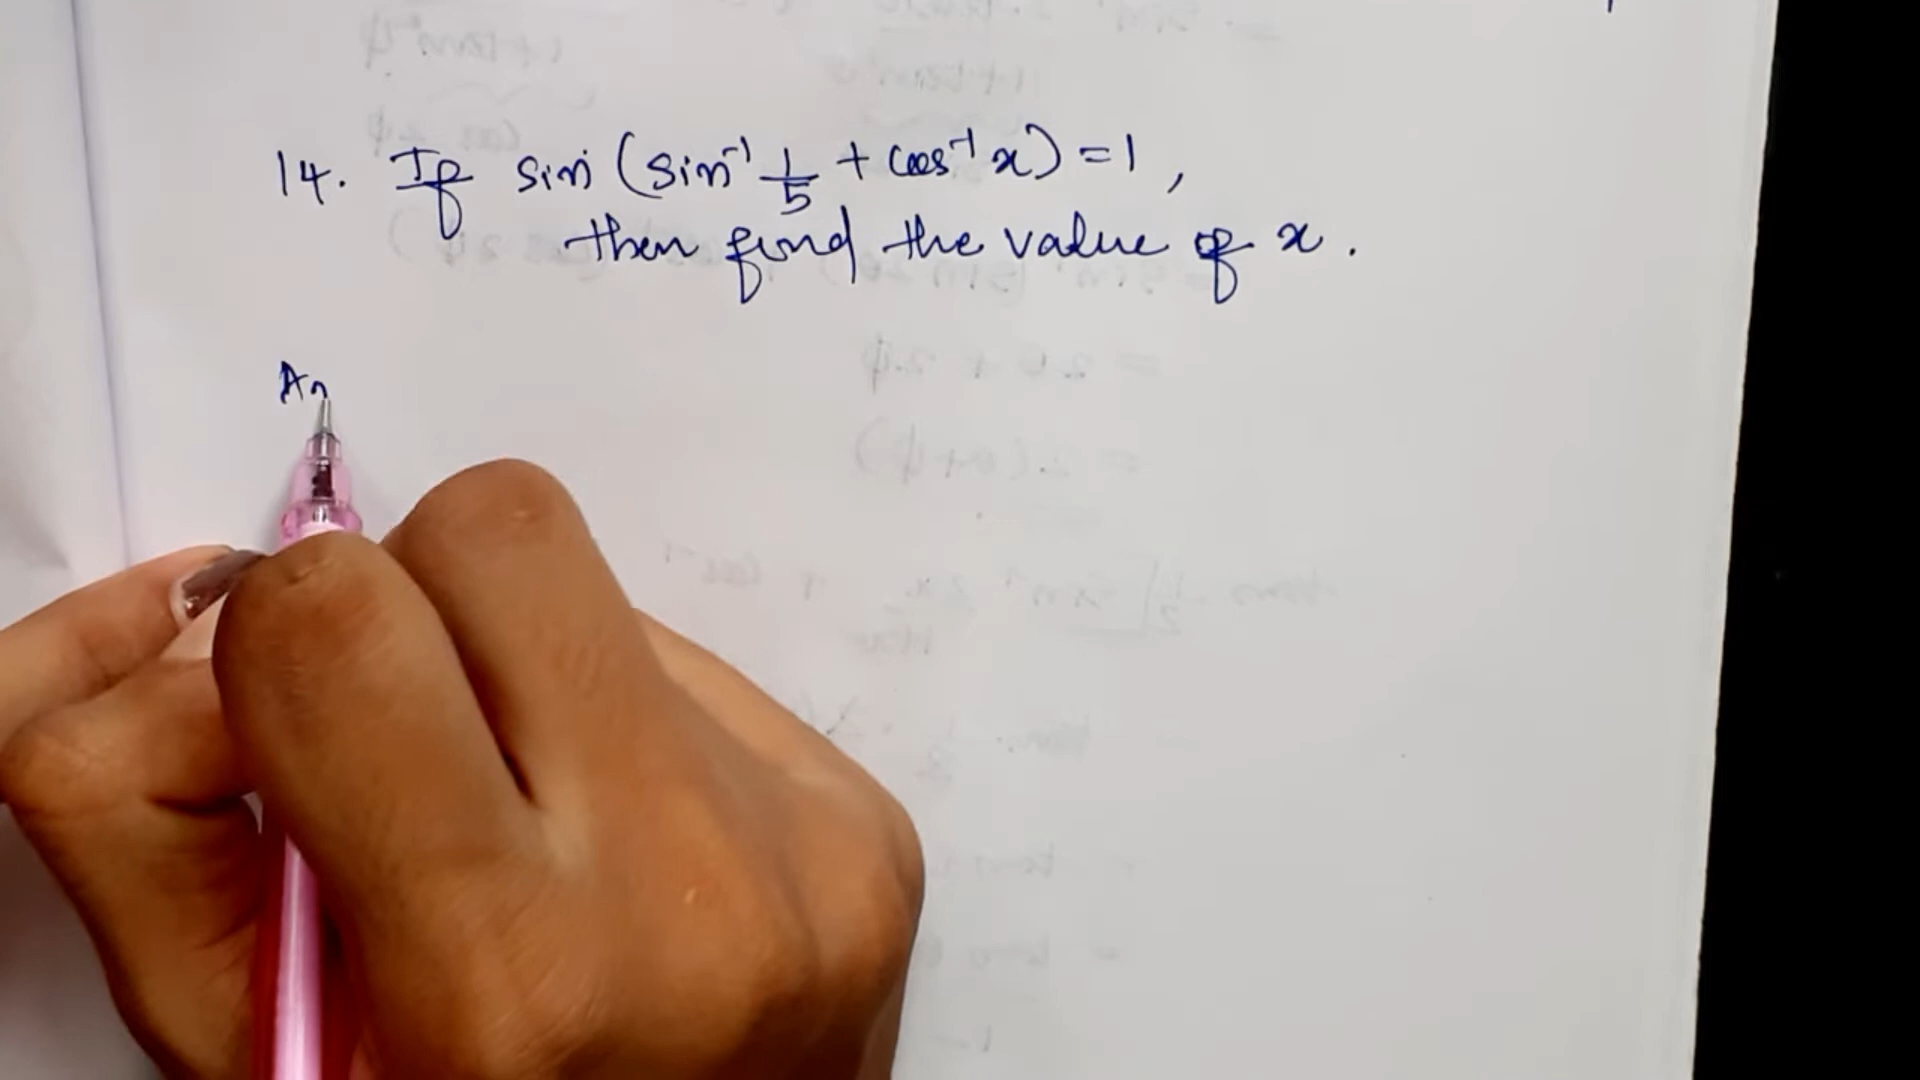 14. If sin (sin⁻¹ 1/5 + cos⁻¹ x) = 1,
then find the value of x.
An